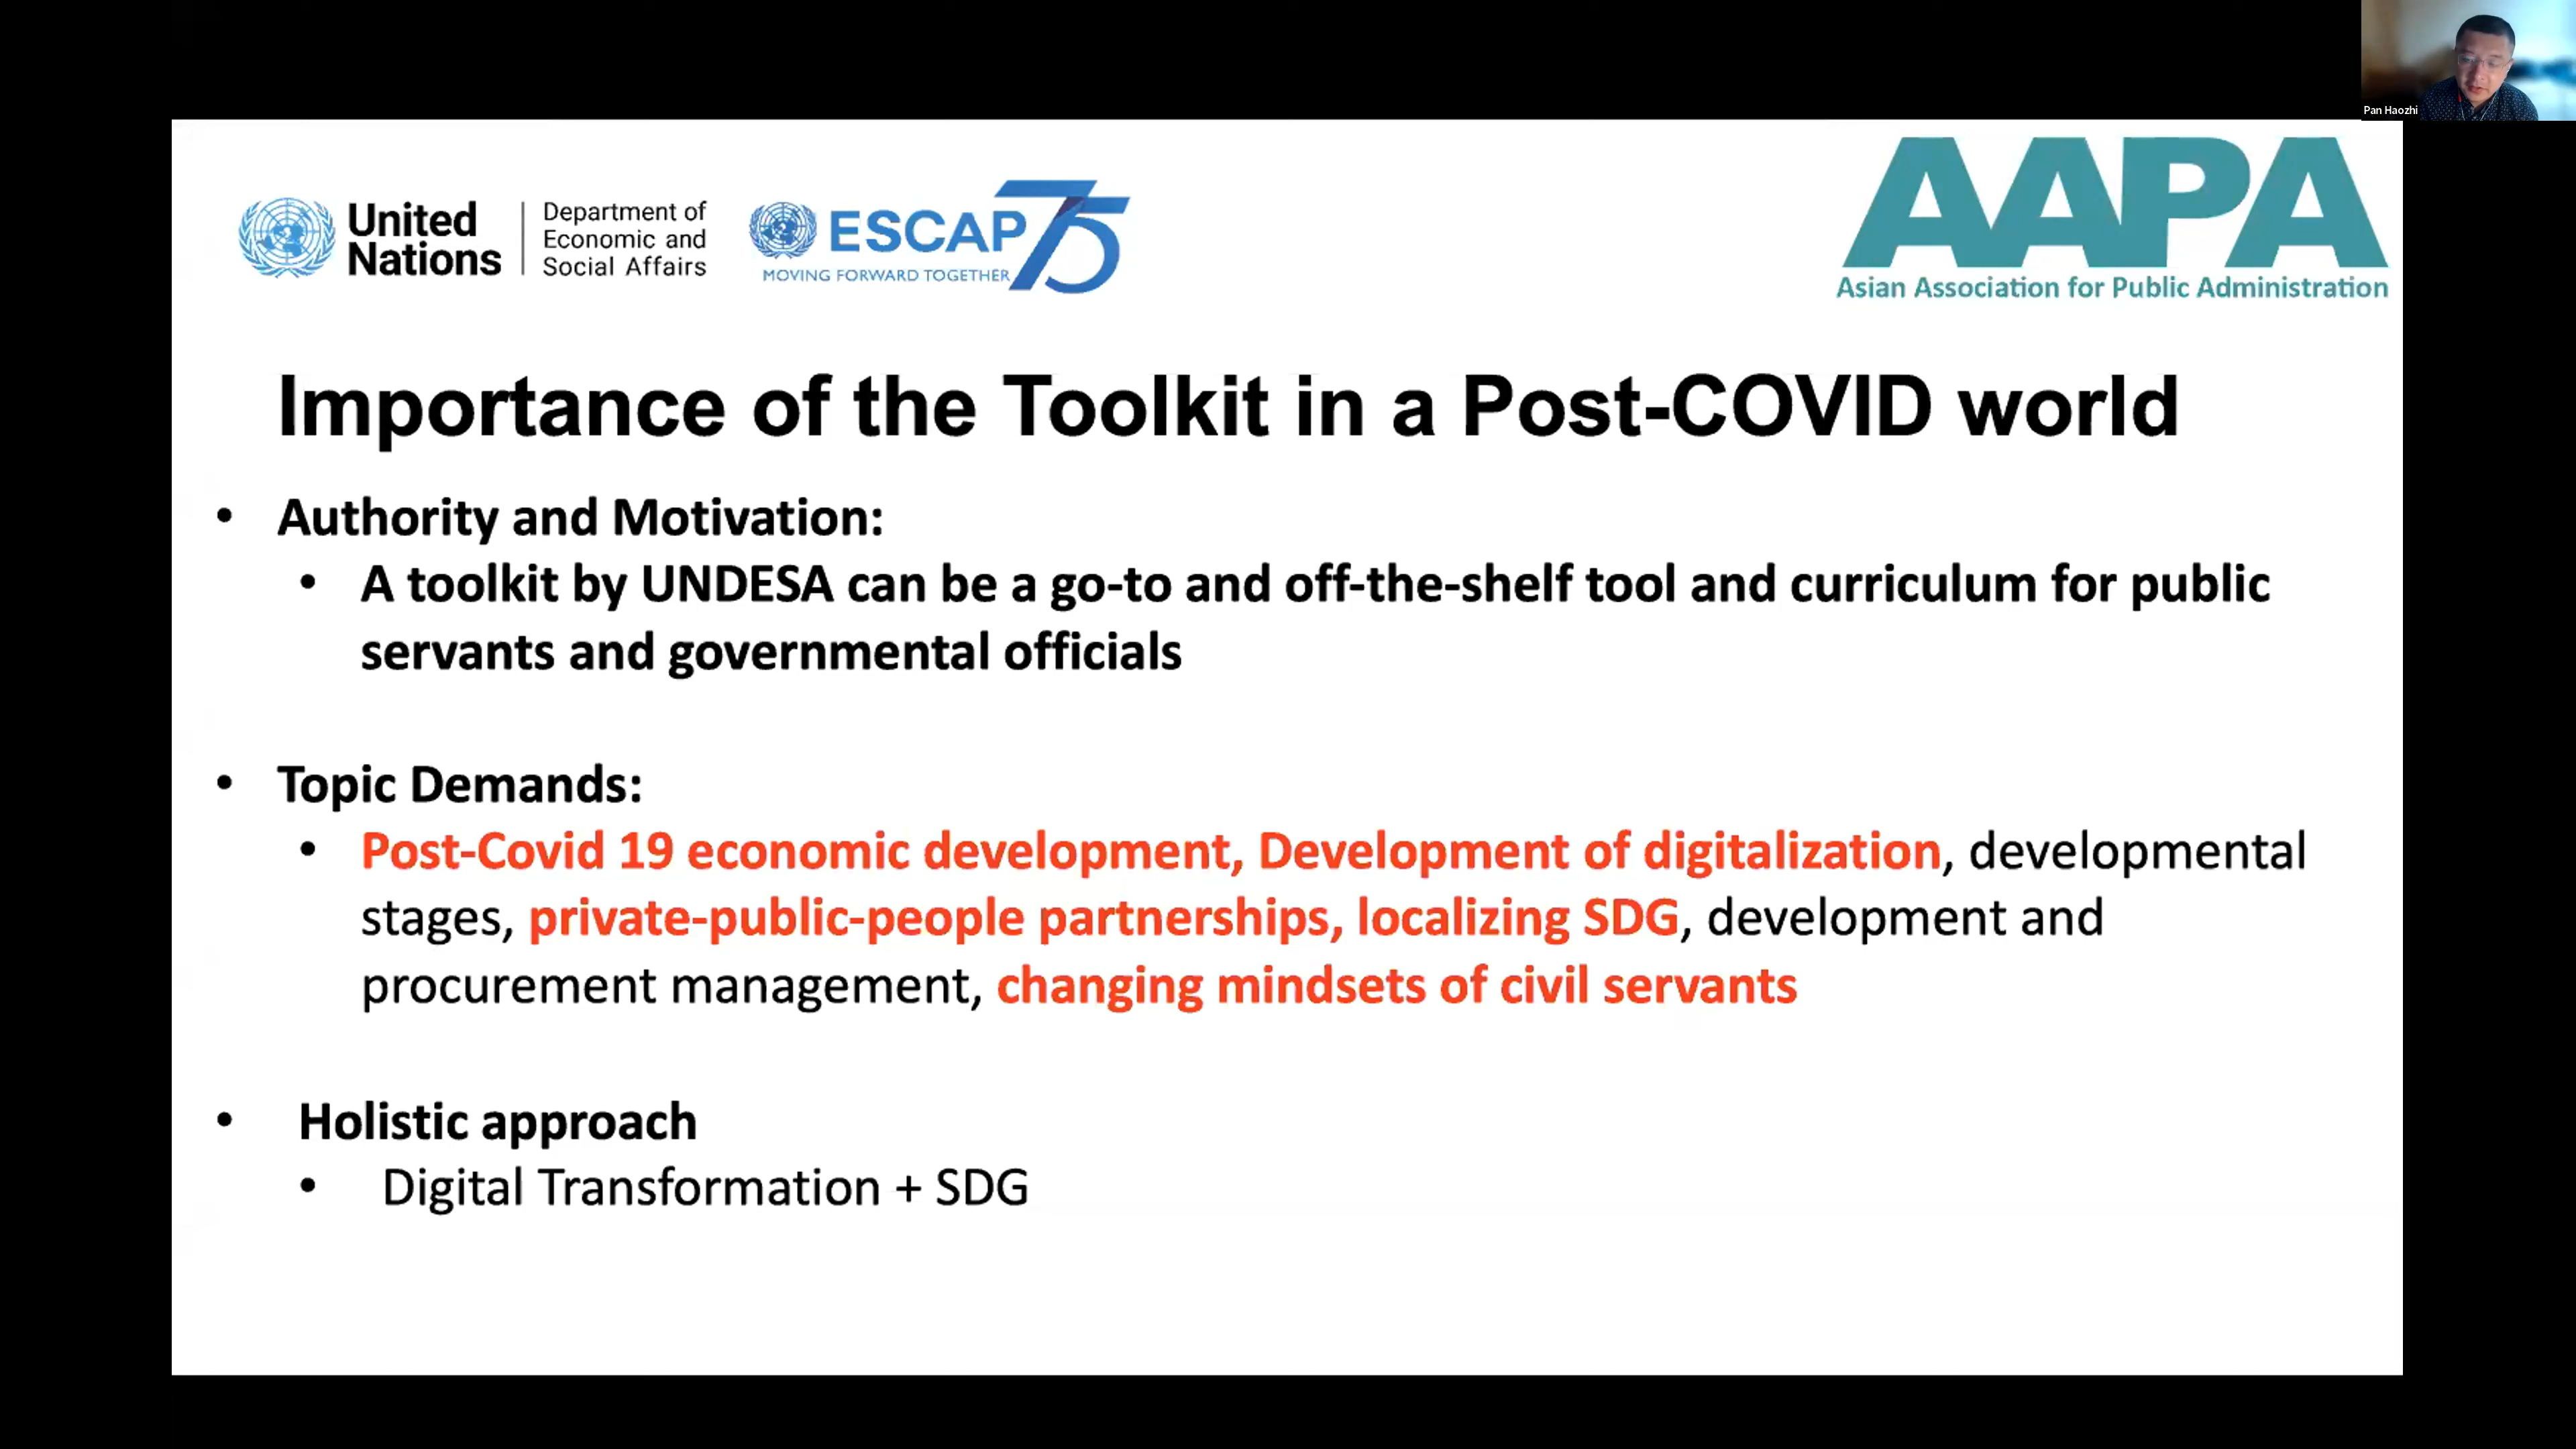 Pan Haozhi
United Nations
Department of Economic and Social Affairs
ESCAP 75
MOVING FORWARD TOGETHER
AAPA
Asian Association for Public Administration
Importance of the Toolkit in a Post-COVID world
• Authority and Motivation:
• A toolkit by UNDESA can be a go-to and off-the-shelf tool and curriculum for public
servants and governmental officials
• Topic Demands:
• Post-Covid 19 economic development, Development of digitalization, developmental
stages, private-public-people partnerships, localizing SDG, development and
procurement management, changing mindsets of civil servants
• Holistic approach
• Digital Transformation + SDG